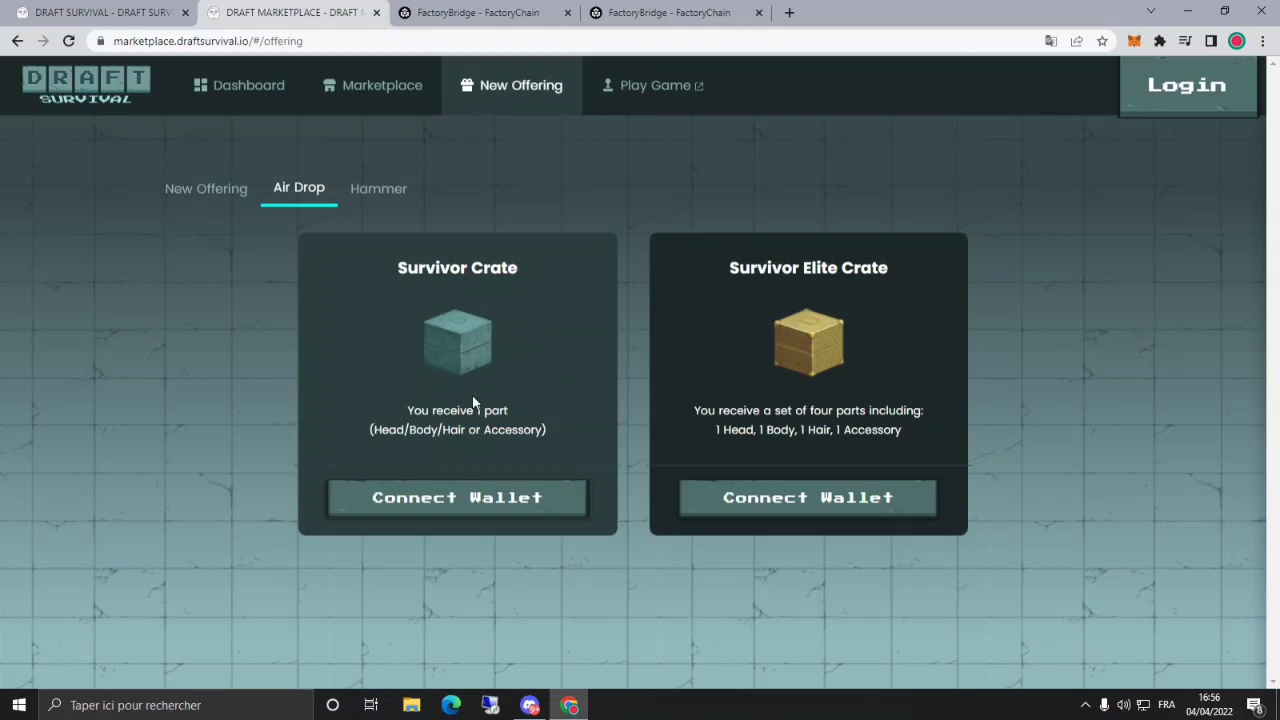 DRAFT SURVIVAL - DRAFT SURVI
DRAFT MARKETPLACE - DRAFT M
FactoryBridge - FactoryChain
FactoryBridge - FactoryChain
marketplace.draftsurvival.io/#/offering
DRAFT
SURVIVAL
Dashboard
Marketplace
New Offering
Play Game
Login
New Offering
Air Drop
Hammer
Survivor Crate
Survivor Elite Crate
You receive 1 part
(Head/Body/Hair or Accessory)
You receive a set of four parts including:
1 Head, 1 Body, 1 Hair, 1 Accessory
Connect Wallet
Connect Wallet
Taper ici pour rechercher
FRA
16:56
04/04/2022
8